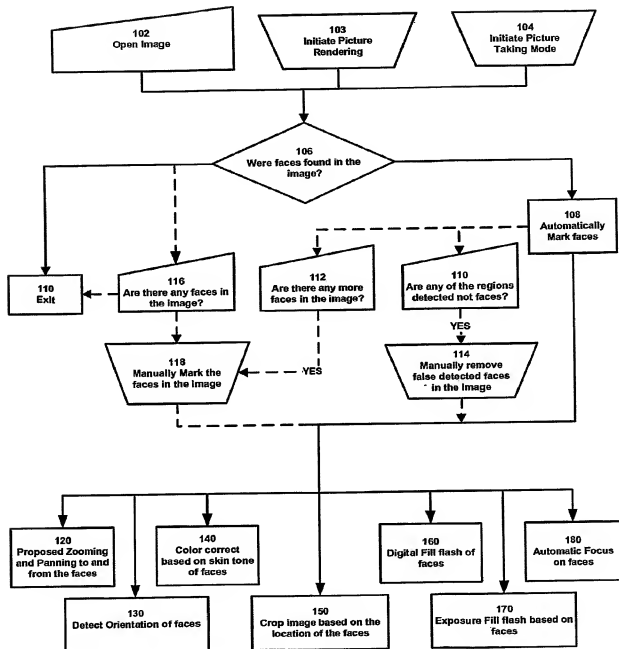 102
Open Image
103
Initiate Picture
Rendering
104
Initiate Picture
Taking Mode
106
Were faces found in the
image?
108
Automatically
Mark faces
110
Exit
116
Are there any faces in
the image?
112
Are there any more
faces in the image?
110
Are any of the regions
detected not faces?
YES
118
Manually Mark the
faces in the image
YES
114
Manually remove
false detected faces
in the image
120
Proposed Zooming
and Panning to and
from the faces
140
Color correct
based on skin tone
of faces
160
Digital Fill flash of
faces
180
Automatic Focus
on faces
130
Detect Orientation of faces
150
Crop image based on the
location of the faces
170
Exposure Fill flash based on
faces